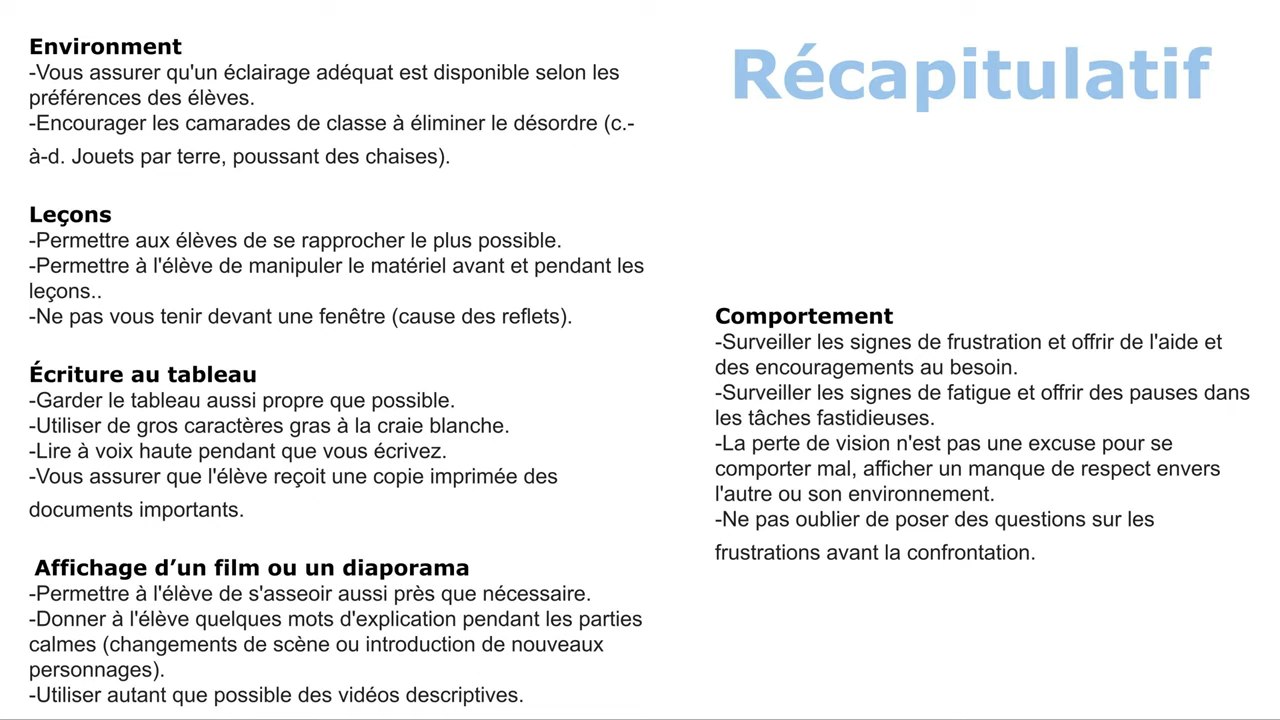 Récapitulatif
Environment
-Vous assurer qu'un éclairage adéquat est disponible selon les
préférences des élèves.
-Encourager les camarades de classe à éliminer le désordre (c.-
à-d. Jouets par terre, poussant des chaises).
Leçons
-Permettre aux élèves de se rapprocher le plus possible.
-Permettre à l'élève de manipuler le matériel avant et pendant les
leçons..
-Ne pas vous tenir devant une fenêtre (cause des reflets).
Écriture au tableau
-Garder le tableau aussi propre que possible.
-Utiliser de gros caractères gras à la craie blanche.
-Lire à voix haute pendant que vous écrivez.
-Vous assurer que l'élève reçoit une copie imprimée des
documents importants.
Affichage d’un film ou un diaporama
-Permettre à l'élève de s'asseoir aussi près que nécessaire.
-Donner à l'élève quelques mots d'explication pendant les parties
calmes (changements de scène ou introduction de nouveaux
personnages).
-Utiliser autant que possible des vidéos descriptives.
Comportement
-Surveiller les signes de frustration et offrir de l'aide et
des encouragements au besoin.
-Surveiller les signes de fatigue et offrir des pauses dans
les tâches fastidieuses.
-La perte de vision n'est pas une excuse pour se
comporter mal, afficher un manque de respect envers
l'autre ou son environnement.
-Ne pas oublier de poser des questions sur les
frustrations avant la confrontation.